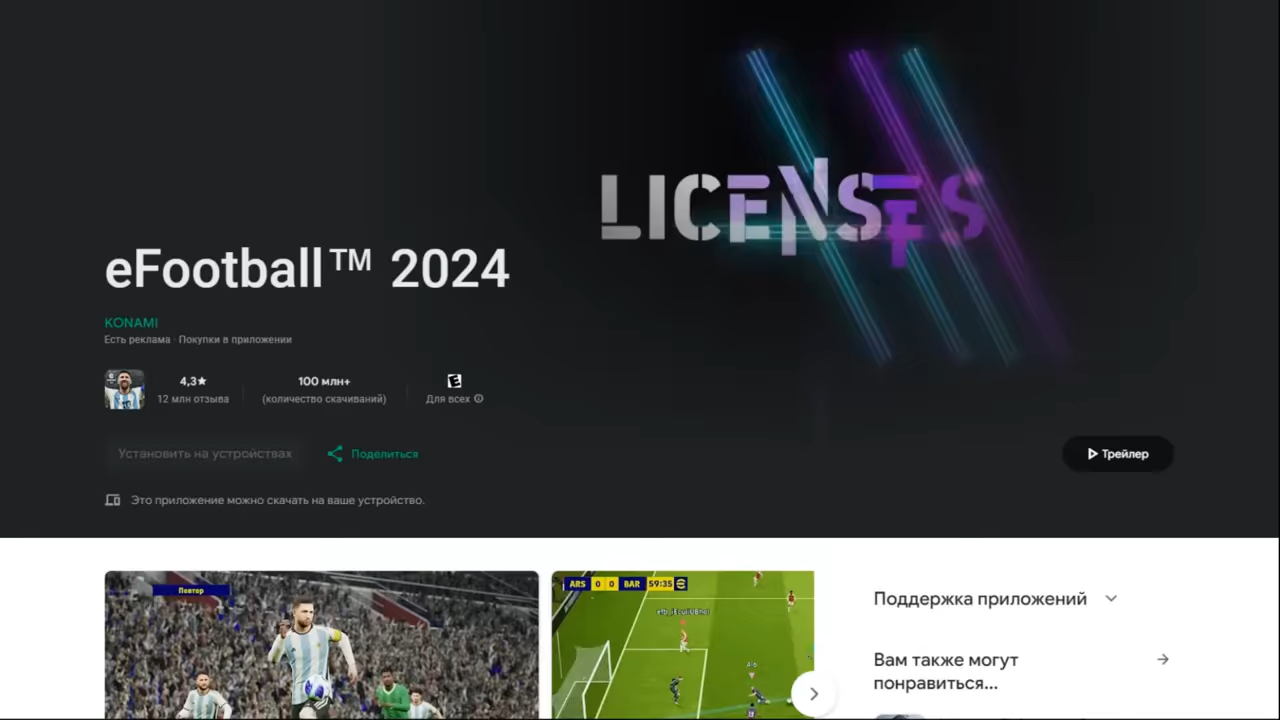 LICENSES
eFootball™ 2024
KONAMI
Есть реклама · Покупки в приложении
4,3★
12 млн отзыва
100 млн+
(количество скачиваний)
E
Для всех
Установить на устройствах
Поделиться
Трейлер
Это приложение можно скачать на ваше устройство.
Повтор
ARS 0 0 BAR 59:35
Поддержка приложений
Вам также могут
понравиться...